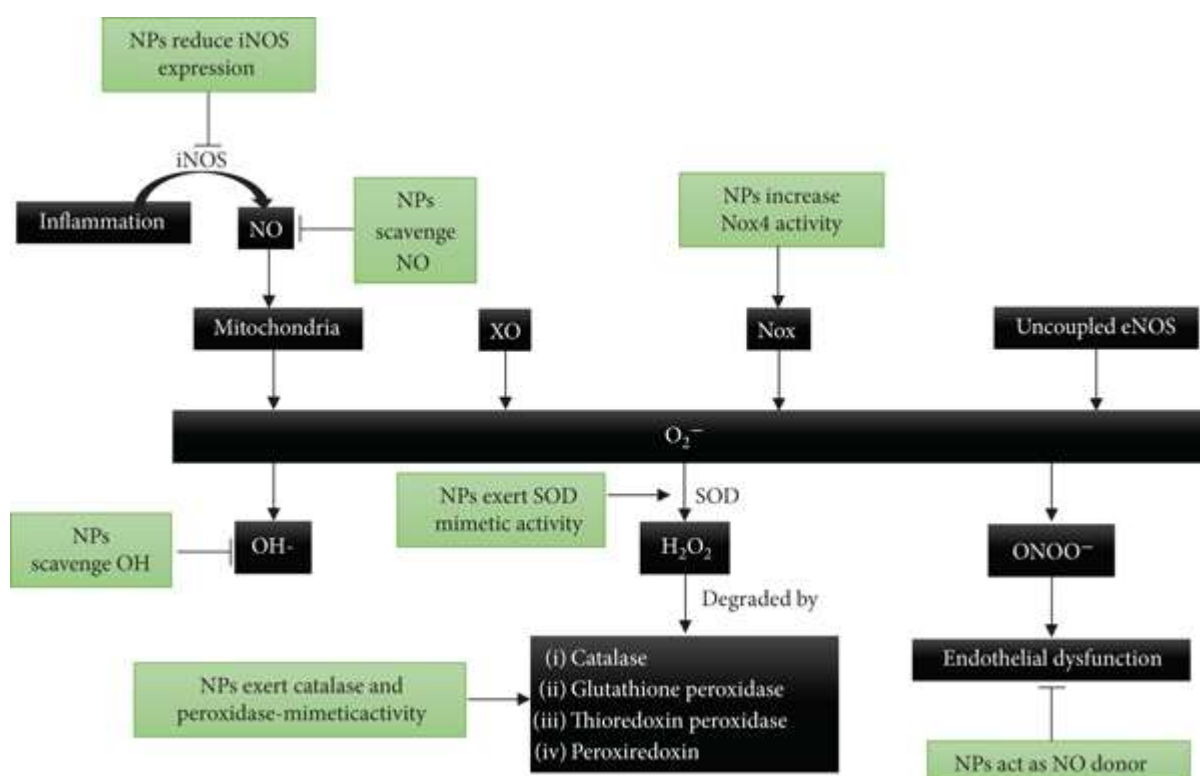 NPs reduce iNOS
expression
iNOS
Inflammation
NO
NPs
scavenge
NO
NPs increase
Nox4 activity
Mitochondria
XO
Nox
Uncoupled eNOS
O₂⁻
NPs exert SOD
mimetic activity
SOD
NPs
scavenge OH
OH-
H₂O₂
ONOO⁻
Degraded by
NPs exert catalase and
peroxidase-mimeticactivity
(i) Catalase
(ii) Glutathione peroxidase
(iii) Thioredoxin peroxidase
(iv) Peroxiredoxin
Endothelial dysfunction
NPs act as NO donor